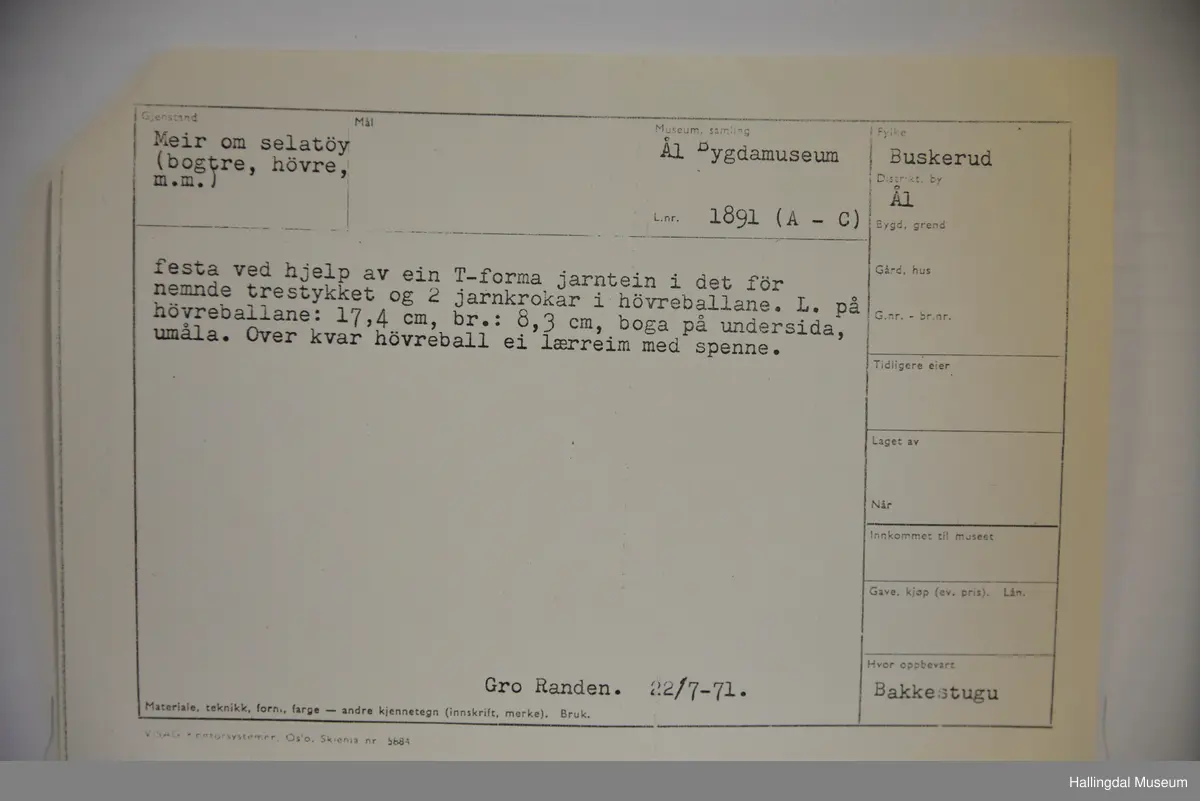 Gjenstand
Meir om selatöy
(bogtre, hövre,
m.m.)
Mål
Museum, samling
Ål Bygdamuseum
L.nr. 1891 (A - C)
Fylke
Buskerud
Distrikt, by
Ål
Bygd, grend
Gård, hus
G.nr. - br.nr.
Tidligere eier
Laget av
Når
Innkommet til museet
Gave, kjøp (ev. pris). Lån.
Hvor oppbevart
Bakkestugu
festa ved hjelp av ein T-forma jarntein i det för
nemnde trestykket og 2 jarnkrokar i hövreballane. L. på
hövreballane: 17,4 cm, br.: 8,3 cm, boga på undersida,
umåla. Over kvar hövreball ei lærreim med spenne.
Gro Randen. 22/7-71.
Materiale, teknikk, form, farge — andre kjennetegn (innskrift, merke). Bruk.
Oslo. Skjema nr. 5684
Hallingdal Museum